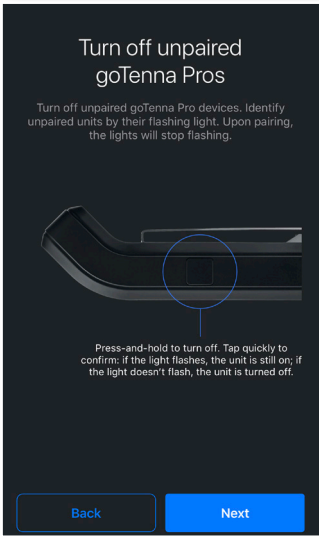 Turn off unpaired
goTenna Pros
Turn off unpaired goTenna Pro devices. Identify
unpaired units by their flashing light. Upon pairing,
the lights will stop flashing.
Press-and-hold to turn off. Tap quickly to
confirm: if the light flashes, the unit is still on; if
the light doesn't flash, the unit is turned off.
Back
Next